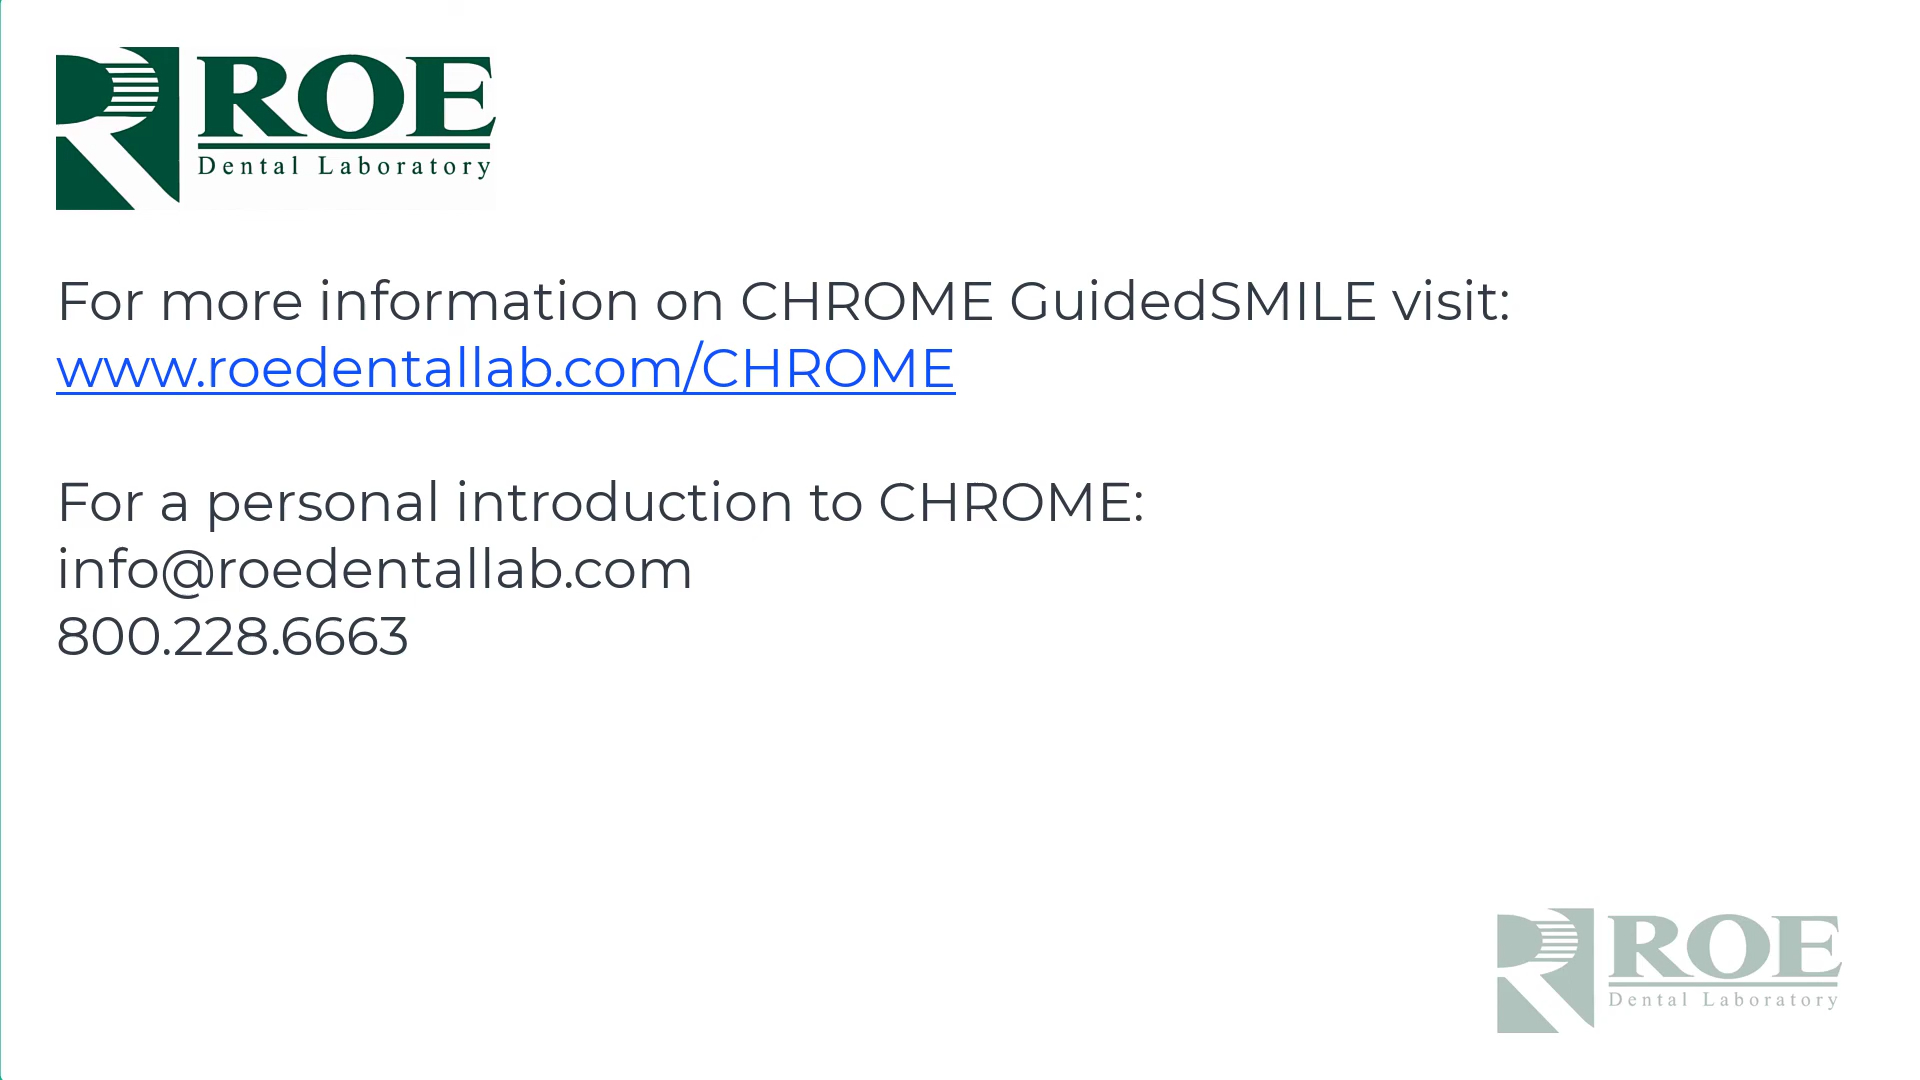 ROE
Dental Laboratory
For more information on CHROME GuidedSMILE visit:
www.roedentallab.com/CHROME
For a personal introduction to CHROME:
info@roedentallab.com
800.228.6663
ROE
Dental Laboratory